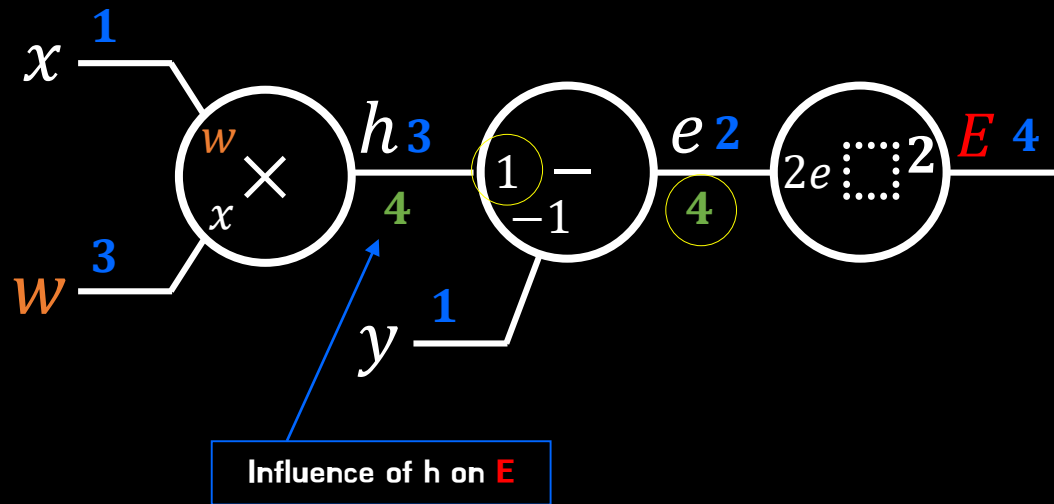 x 1
w
×
x
w 3
h 3
4
1 −
−1
y 1
e 2
4
2e 2
E 4
Influence of h on E